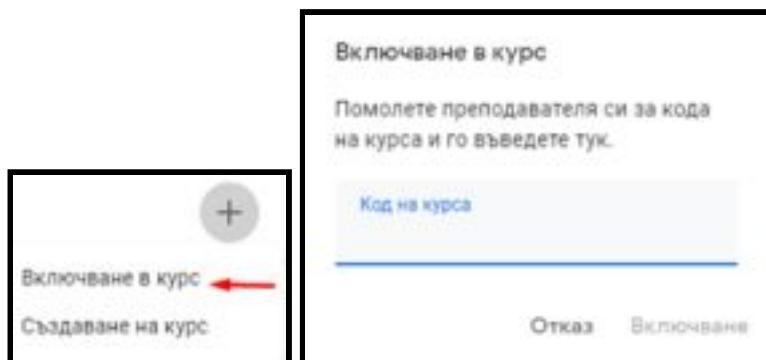 +
Включване в курс
Създаване на курс
Включване в курс
Помолете преподавателя си за кода
на курса и го въведете тук.
Код на курса
Отказ Включване